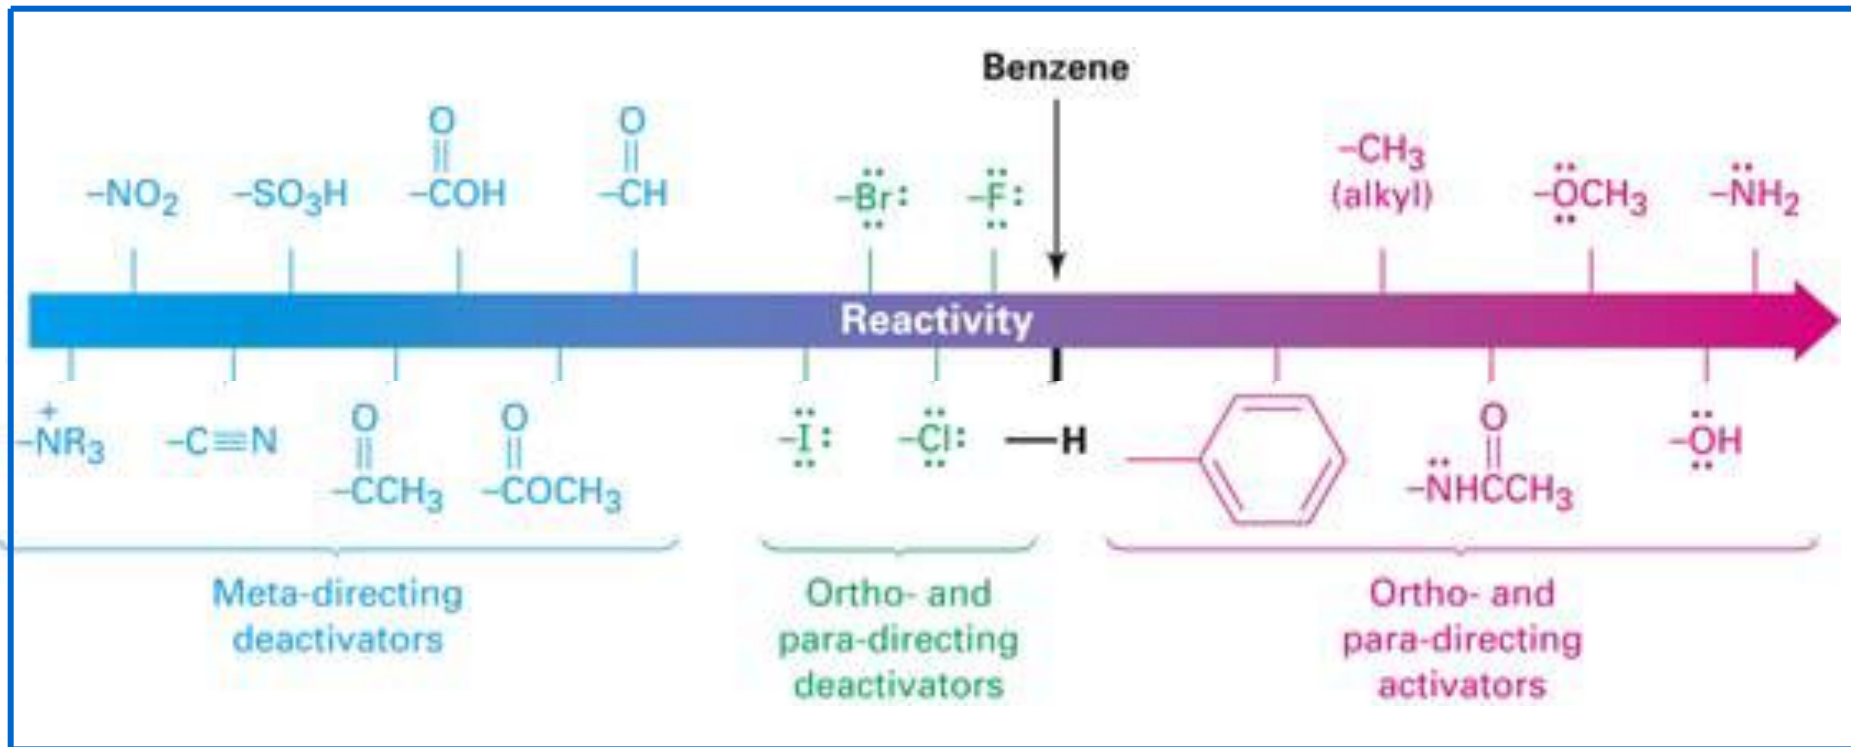 Benzene
O
O
–CH₃
–NO₂ –SO₃H –COH –CH –Br: –F: (alkyl) –OCH₃ –NH₂
Reactivity
O
O
O
–NR₃ –C≡N –I: –Cl: —H –OH
+
–CCH₃ –COCH₃ –NHCCH₃
Meta-directing
deactivators
Ortho- and
para-directing
deactivators
Ortho- and
para-directing
activators